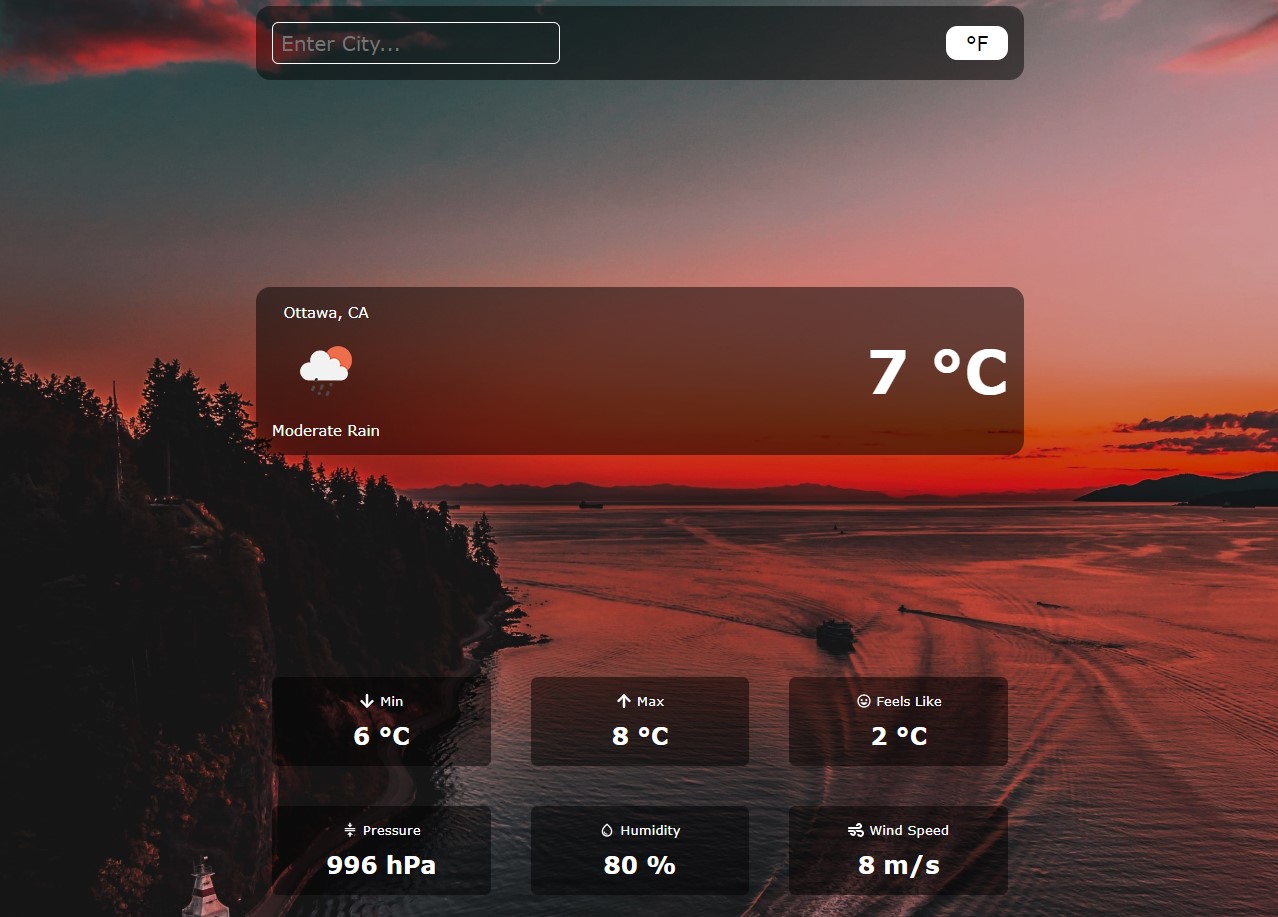 Enter City...
°F
Ottawa, CA
7 °C
Moderate Rain
Min
6 °C
Max
8 °C
Feels Like
2 °C
Pressure
996 hPa
Humidity
80 %
Wind Speed
8 m/s